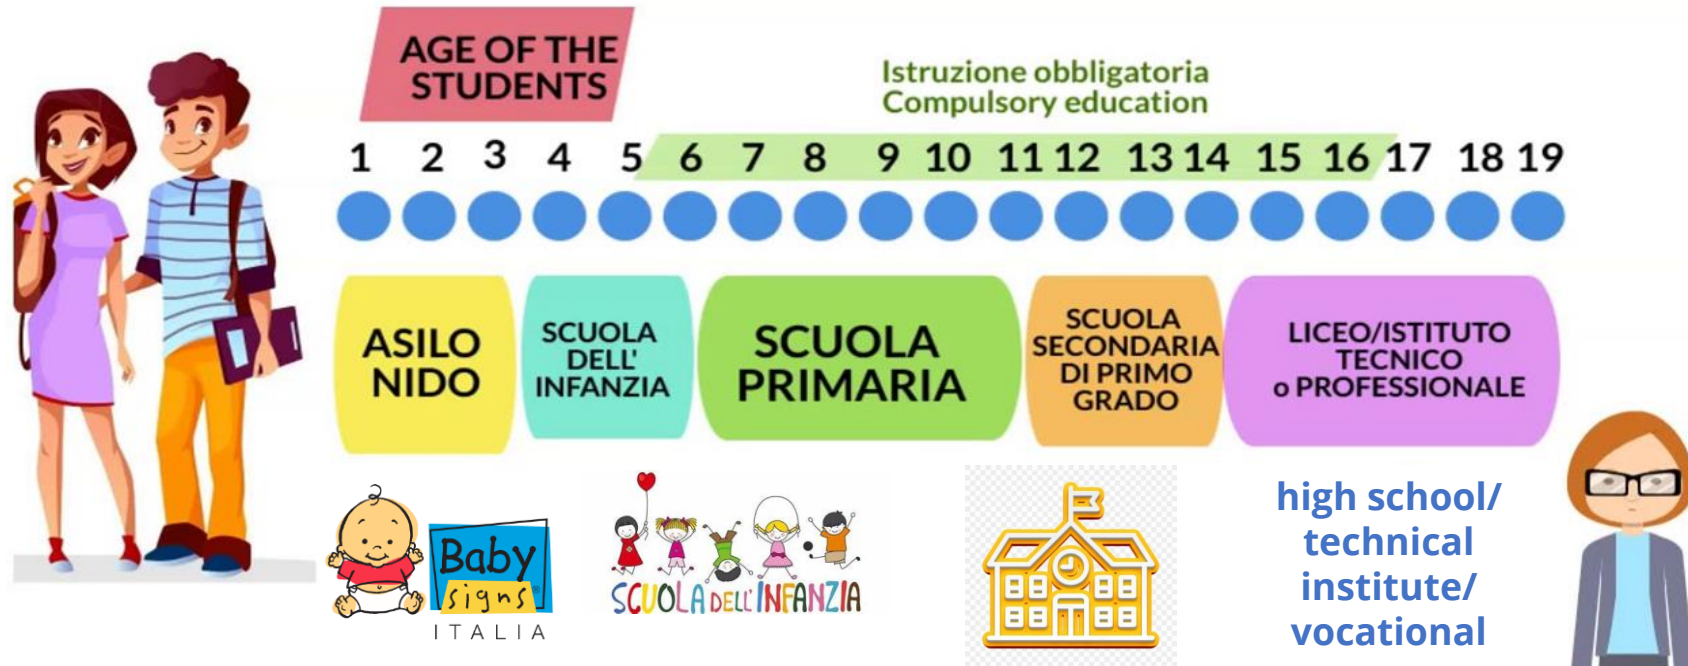 AGE OF THE
STUDENTS
Istruzione obbligatoria
Compulsory education
1 2 3 4 5 6 7 8 9 10 11 12 13 14 15 16 17 18 19
ASILO
NIDO
SCUOLA
DELL'
INFANZIA
SCUOLA
PRIMARIA
SCUOLA
SECONDARIA
DI PRIMO
GRADO
LICEO/ISTITUTO
TECNICO
o PROFESSIONALE
Baby
signs®
ITALIA
SCUOLA DELL'INFANZIA
high school/
technical
institute/
vocational